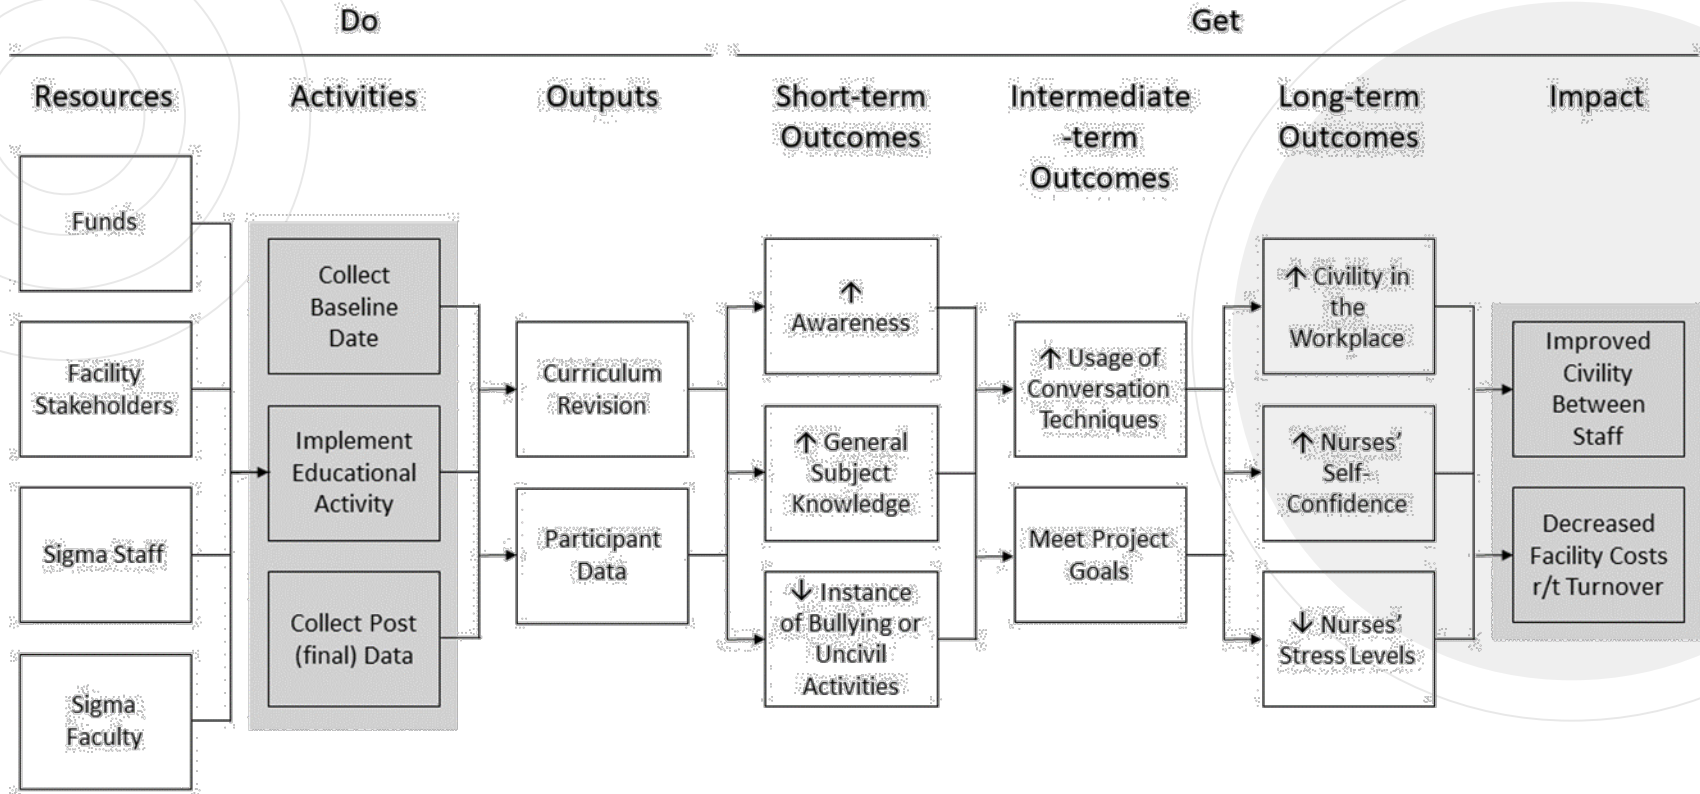 Do
Get
Resources
Activities
Outputs
Short-term
Outcomes
Intermediate
-term
Outcomes
Long-term
Outcomes
Impact
Funds
Facility
Stakeholders
Sigma Staff
Sigma
Faculty
Collect
Baseline
Date
Implement
Educational
Activity
Collect Post
(final) Data
Curriculum
Revision
Participant
Data
↑
Awareness
↑ General
Subject
Knowledge
↓ Instance
of Bullying or
Uncivil
Activities
↑ Usage of
Conversation
Techniques
Meet Project
Goals
↑ Civility in
the
Workplace
↑ Nurses’
Self-
Confidence
↓ Nurses’
Stress Levels
Improved
Civility
Between
Staff
Decreased
Facility Costs
r/t Turnover